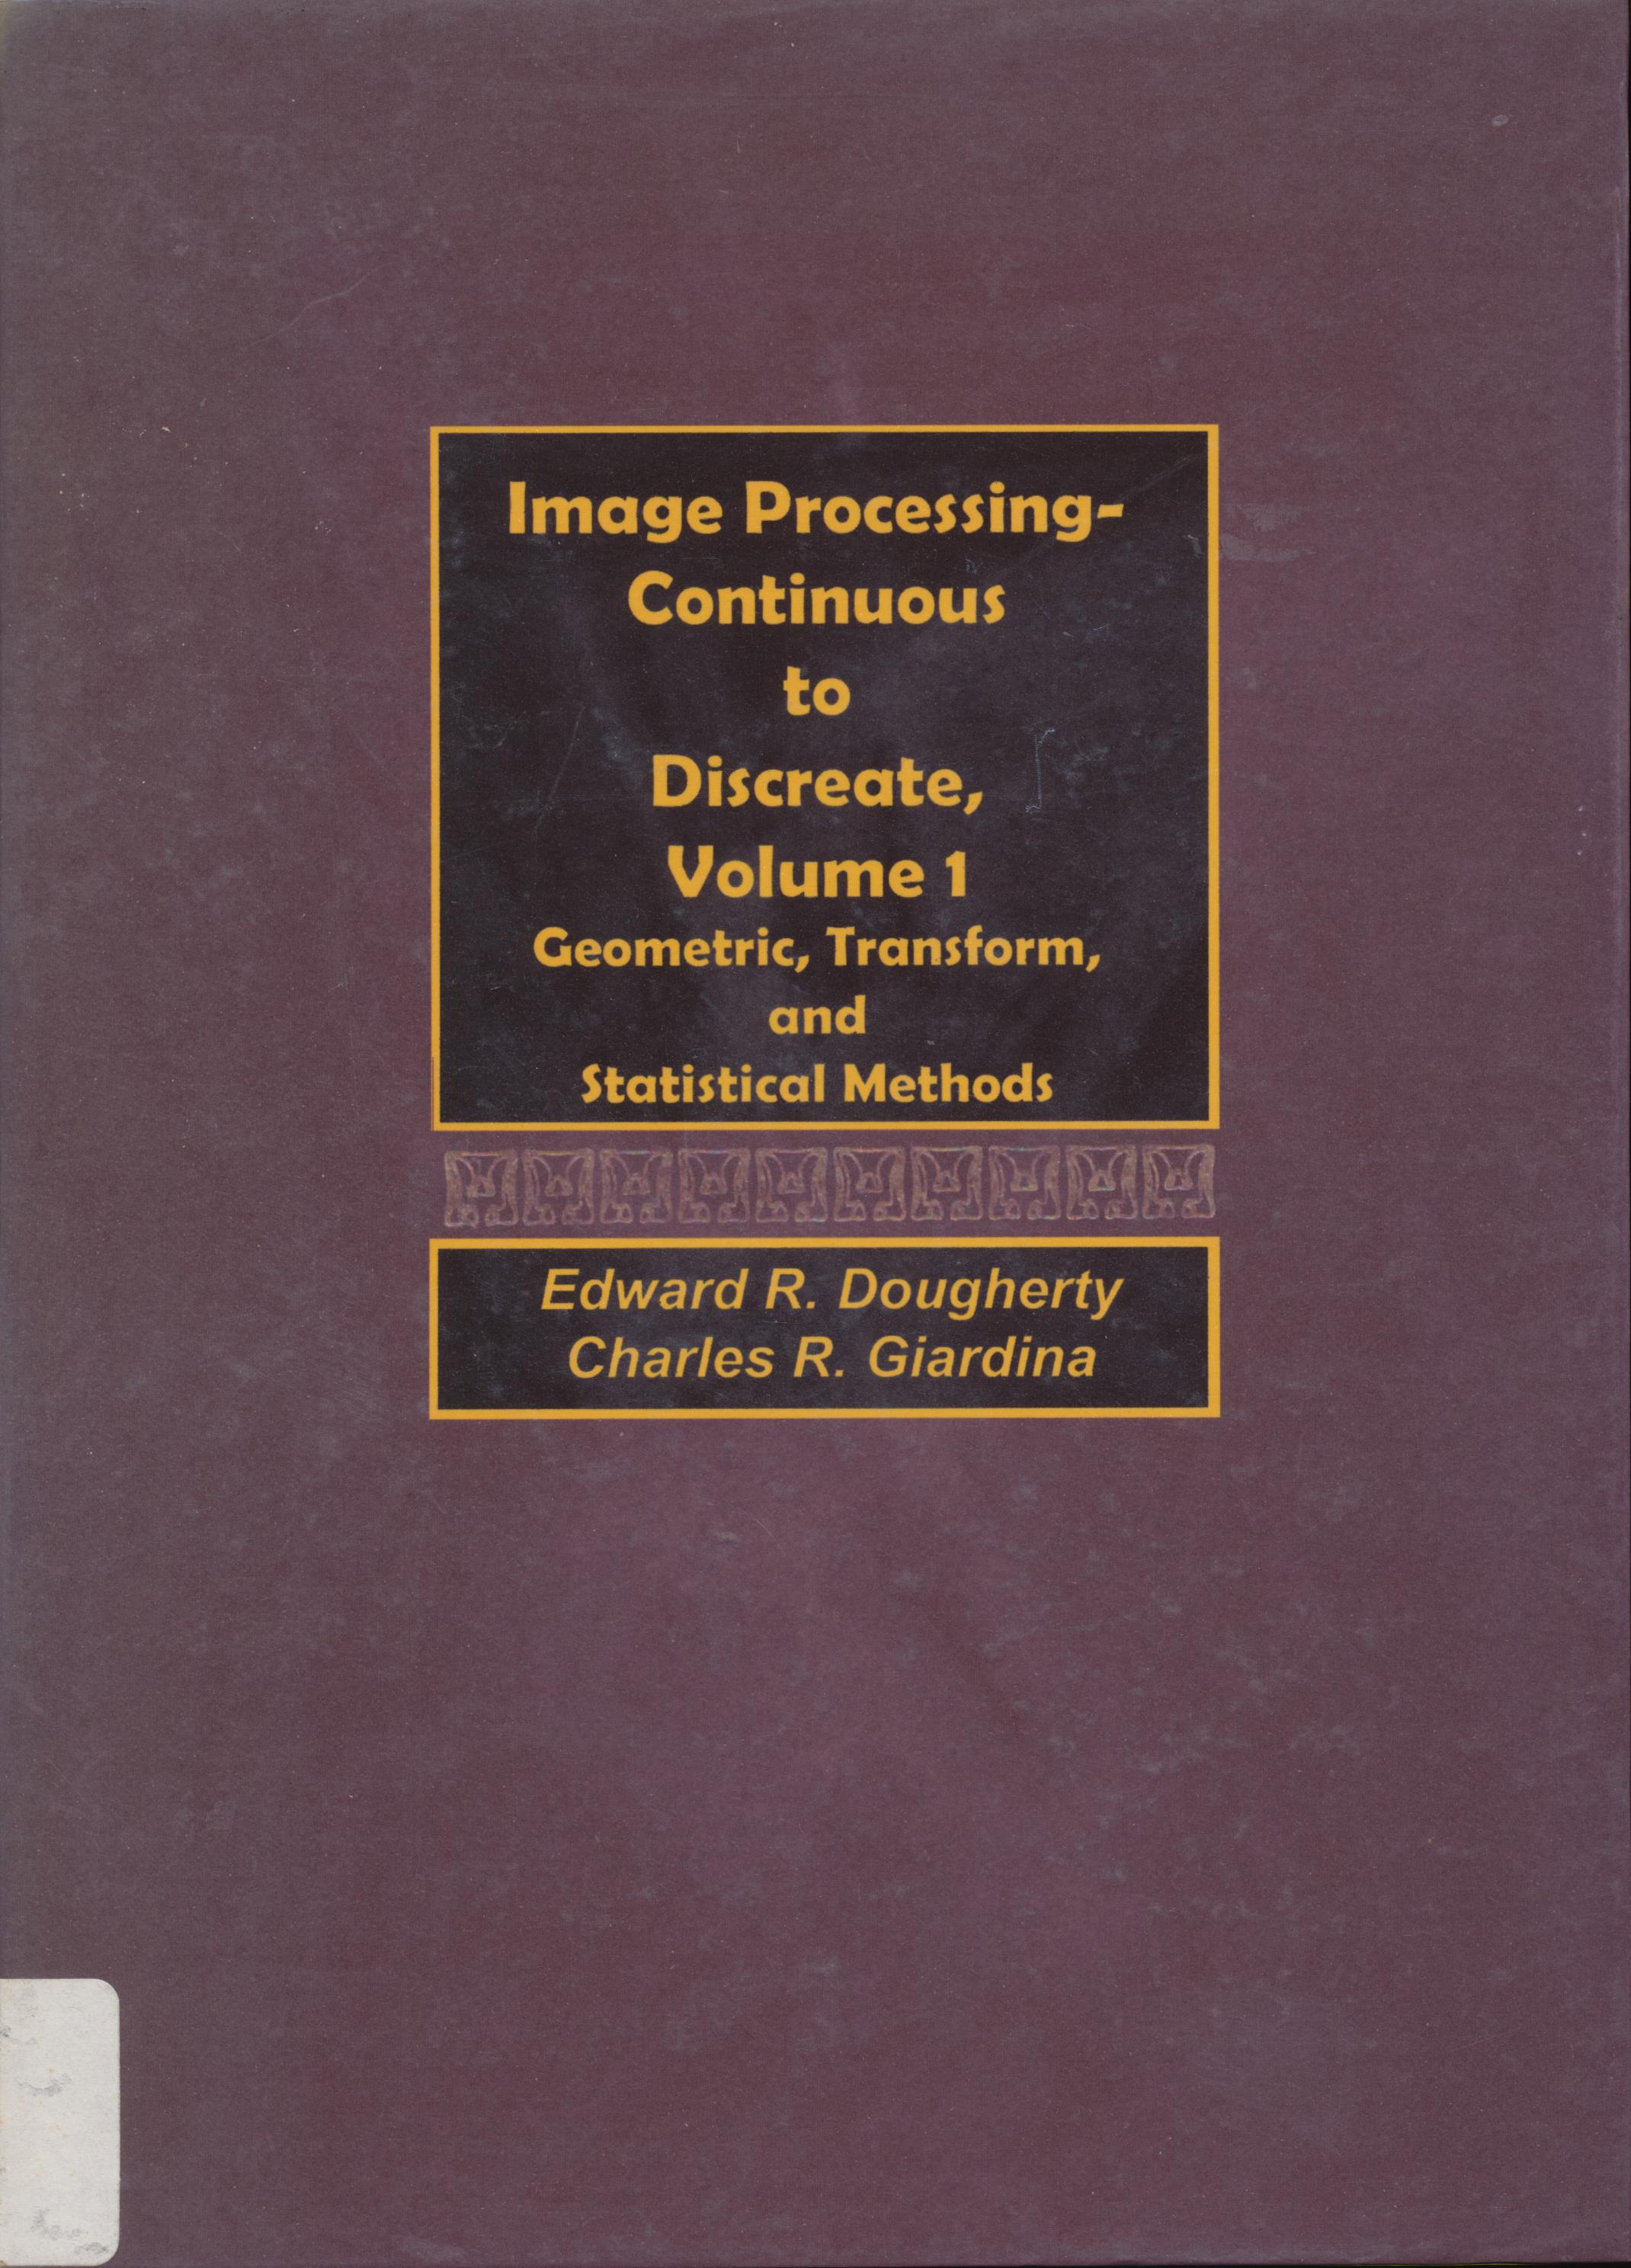 Image Processing-
Continuous
to
Discreate,
Volume 1
Geometric, Transform,
and
Statistical Methods
Edward R. Dougherty
Charles R. Giardina